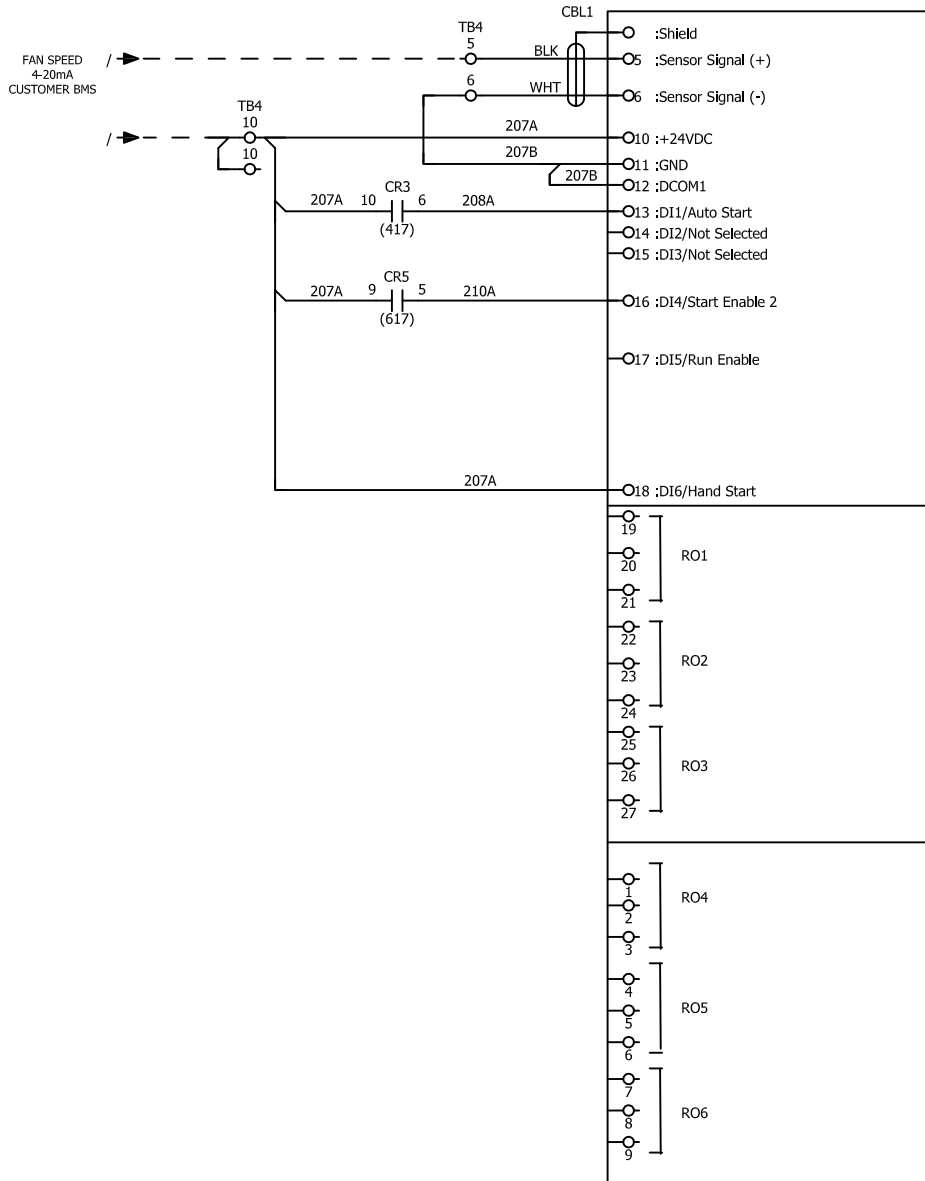 CBL1
TB4
:Shield
5
FAN SPEED
4-20mA
CUSTOMER BMS
/
BLK
5 :Sensor Signal (+)
6
WHT
6 :Sensor Signal (-)
TB4
10
/
207A
10 :+24VDC
10
207B
11 :GND
207B
12 :DCOM1
CR3
207A 10 6 208A
13 :DI1/Auto Start
(417)
14 :DI2/Not Selected
15 :DI3/Not Selected
CR5
207A 9 5 210A
16 :DI4/Start Enable 2
(617)
17 :DI5/Run Enable
207A
18 :DI6/Hand Start
19
RO1
20
21
22
RO2
23
24
25
RO3
26
27
1
RO4
2
3
4
RO5
5
6
7
RO6
8
9